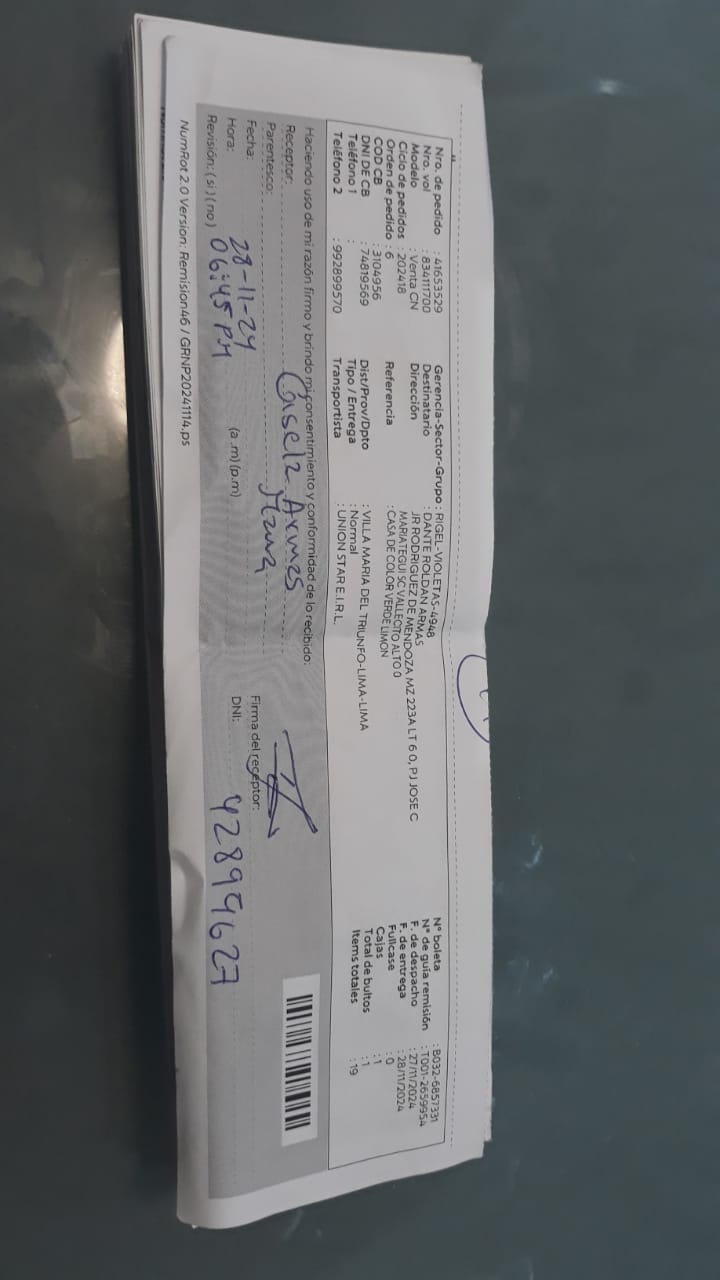 Nro. de pedido : 41653529
Nro. vol : 834111700
Modelo : Venta CN
Ciclo de pedidos : 202418
Orden de pedido : 6
COD CB : 3104956
DNI DE CB : 74819569
Teléfono 1 :
Teléfono 2 : 992899570
Gerencia-Sector-Grupo : RIGEL-VIOLETAS-4948
Destinatario : DANTE ROLDAN ARMAS
Dirección : JR RODRIGUEZ DE MENDOZA MZ 223A LT 6 0, PJ JOSE C
MARIATEGUI SC VALLECITO ALTO 0
Referencia : CASA DE COLOR VERDE LIMON
Dist/Prov/Dpto : VILLA MARIA DEL TRIUNFO-LIMA-LIMA
Tipo / Entrega : Normal
Transportista : UNION STAR E.I.R.L.
N° boleta : B032-6857331
N° de guía remisión : T001-2659954
F. de despacho : 27/11/2024
F. de entrega : 28/11/2024
Fullcase : 0
Cajas : 1
Total de bultos : 1
Items totales : 19
Haciendo uso de mi razón firmo y brindo mi consentimiento y conformidad de lo recibido:
Receptor: Gisela Armas
Parentesco: Mamá
Fecha: 28-11-24
Hora: 06:45 PM (a .m) (p.m)
Revisión: ( si ) ( no )
Firma del receptor:
DNI: 42899627
NumRot 2.0 Version: Remision46 / GRNP20241114.ps